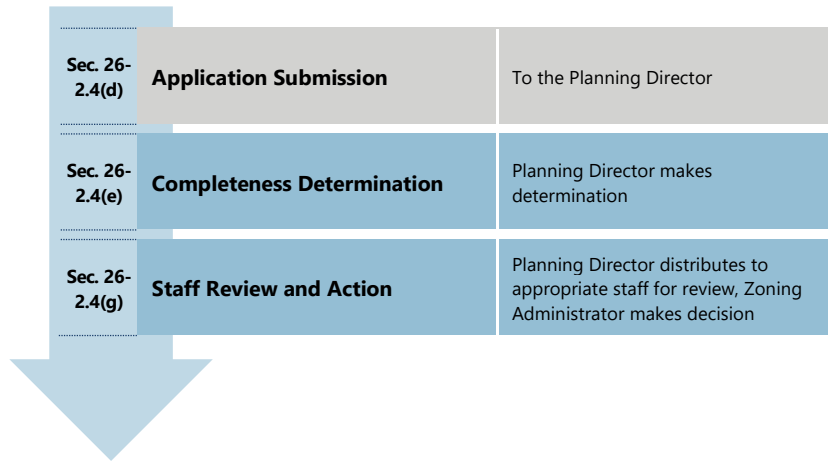 Sec. 26-
2.4(d)
Application Submission
To the Planning Director
Sec. 26-
2.4(e)
Completeness Determination
Planning Director makes
determination
Sec. 26-
2.4(g)
Staff Review and Action
Planning Director distributes to
appropriate staff for review, Zoning
Administrator makes decision